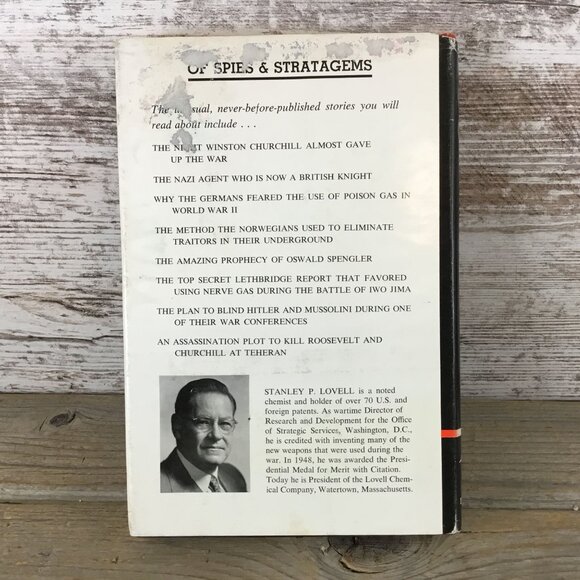 OF SPIES & STRATAGEMS
The unusual, never-before-published stories you will
read about include . . .
THE NIGHT WINSTON CHURCHILL ALMOST GAVE
UP THE WAR
THE NAZI AGENT WHO IS NOW A BRITISH KNIGHT
WHY THE GERMANS FEARED THE USE OF POISON GAS IN
WORLD WAR II
THE METHOD THE NORWEGIANS USED TO ELIMINATE
TRAITORS IN THEIR UNDERGROUND
THE AMAZING PROPHECY OF OSWALD SPENGLER
THE TOP SECRET LETHBRIDGE REPORT THAT FAVORED
USING NERVE GAS DURING THE BATTLE OF IWO JIMA
THE PLAN TO BLIND HITLER AND MUSSOLINI DURING ONE
OF THEIR WAR CONFERENCES
AN ASSASSINATION PLOT TO KILL ROOSEVELT AND
CHURCHILL AT TEHERAN
STANLEY P. LOVELL is a noted
chemist and holder of over 70 U.S. and
foreign patents. As wartime Director of
Research and Development for the Office
of Strategic Services, Washington, D.C.,
he is credited with inventing many of the
new weapons that were used during the
war. In 1948, he was awarded the Presi-
dential Medal for Merit with Citation.
Today he is President of the Lovell Chem-
ical Company, Watertown, Massachusetts.